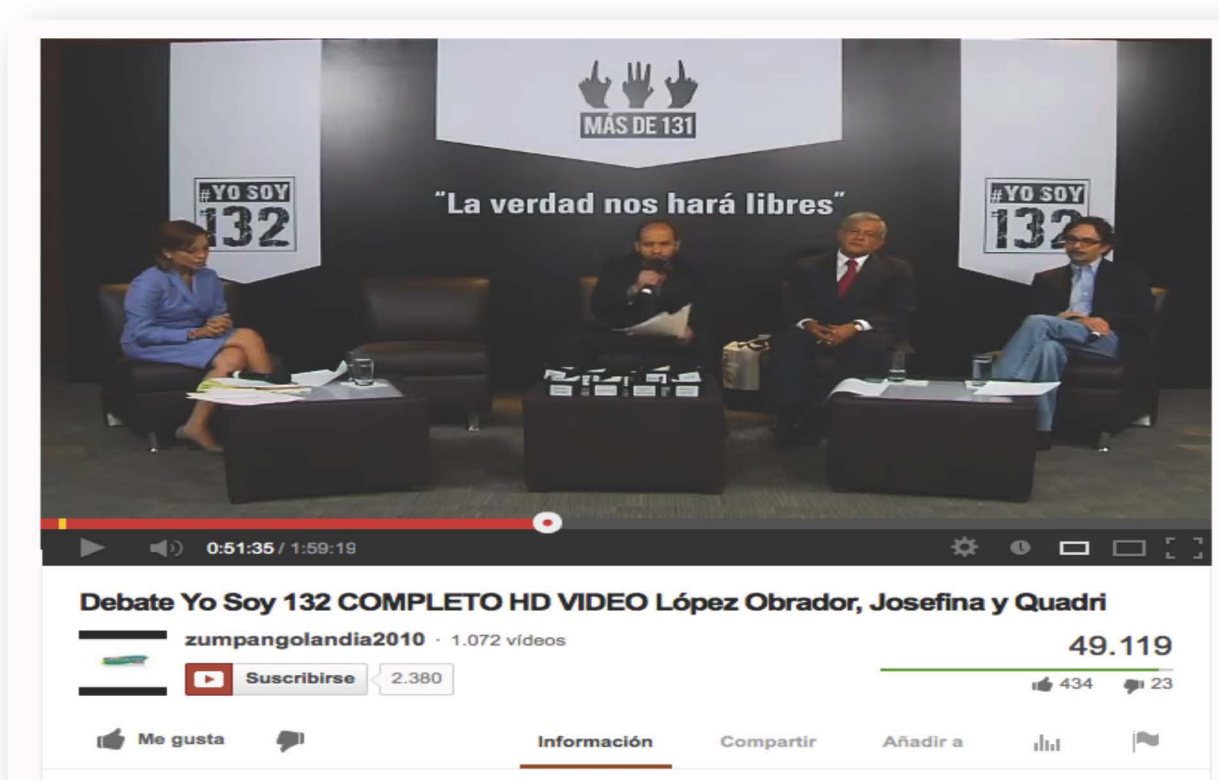 MÁS DE 131
#YO SOY
132
"La verdad nos hará libres"
#YO SOY
132
0:51:35 / 1:59:19
Debate Yo Soy 132 COMPLETO HD VIDEO López Obrador, Josefina y Quadri
zumpangolandia2010 · 1.072 vídeos
49.119
Suscribirse 2.380
434 23
Me gusta
Información Compartir Añadir a